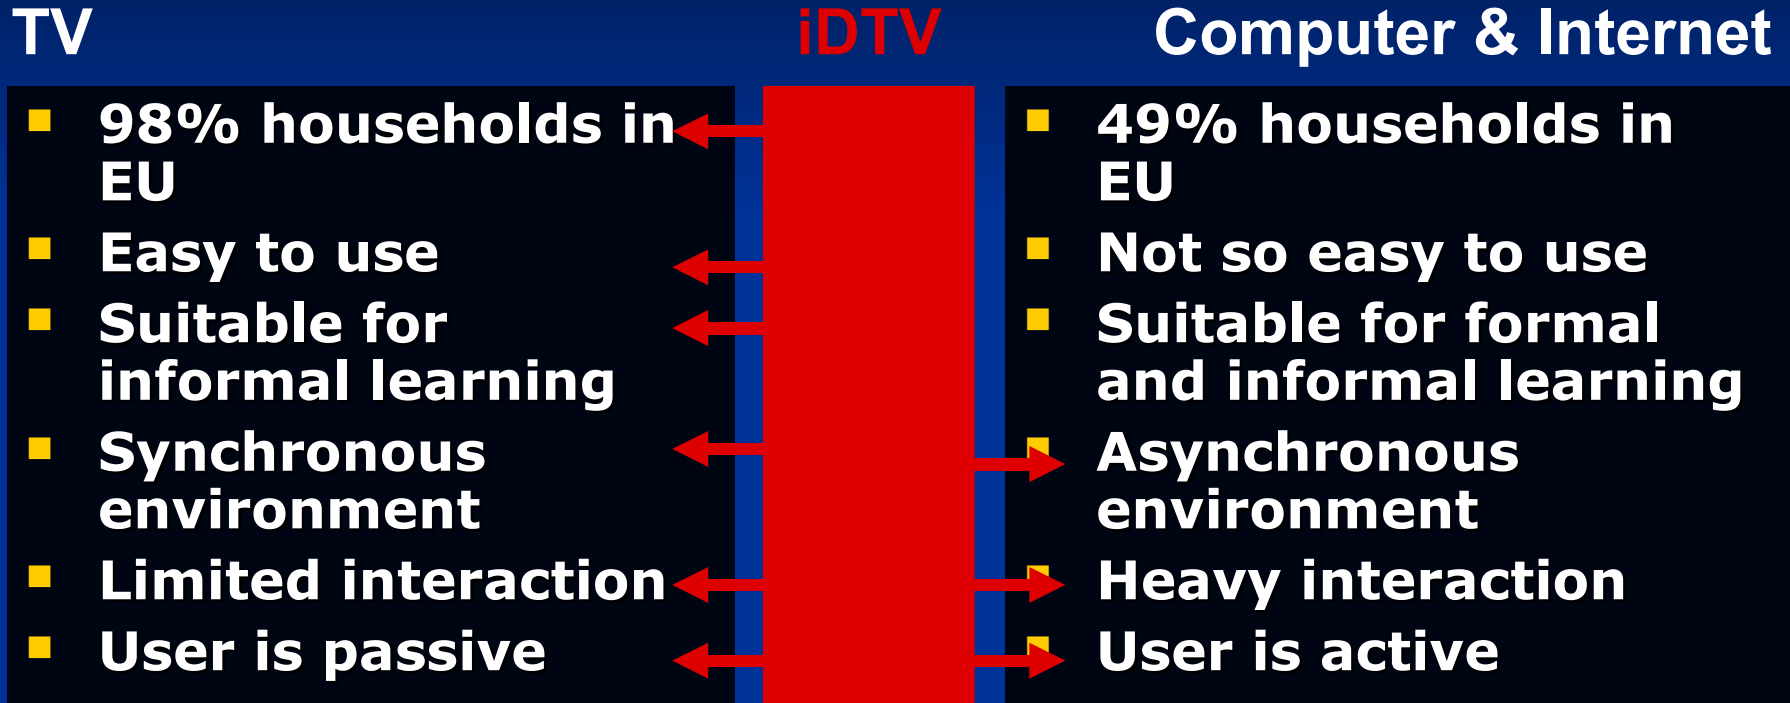 TV
iDTV
Computer & Internet
98% households in
EU
Easy to use
Suitable for
informal learning
Synchronous
environment
Limited interaction
User is passive
49% households in
EU
Not so easy to use
Suitable for formal
and informal learning
Asynchronous
environment
Heavy interaction
User is active